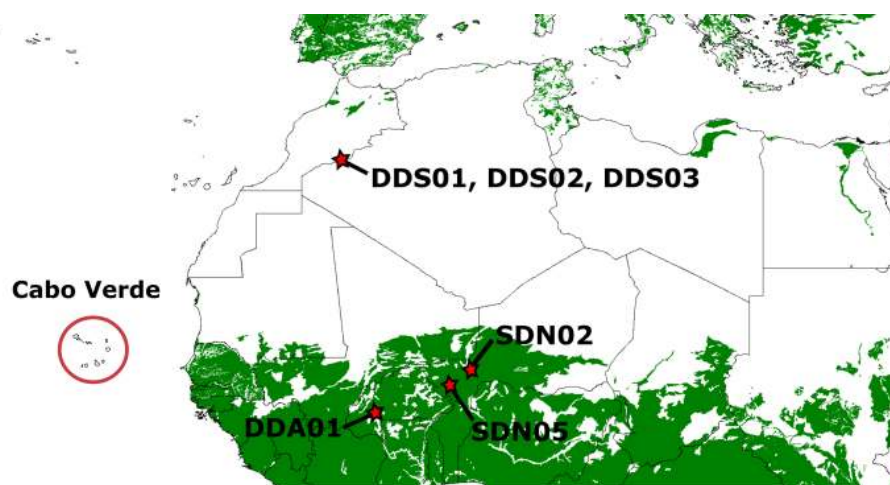 DDS01, DDS02, DDS03
Cabo Verde
SDN02
DDA01
SDN05